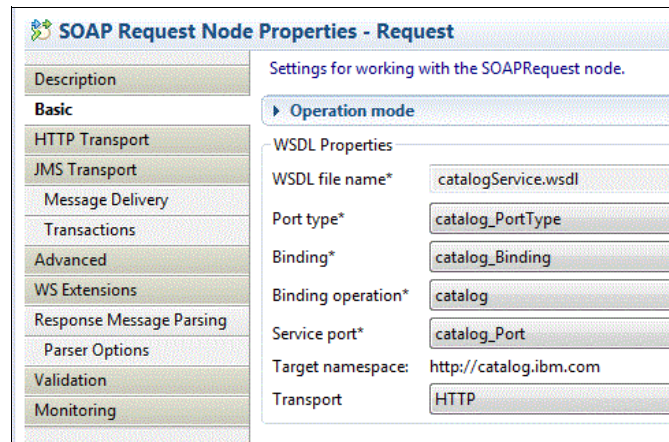 SOAP Request Node Properties - Request
Description
Basic
HTTP Transport
JMS Transport
Message Delivery
Transactions
Advanced
WS Extensions
Response Message Parsing
Parser Options
Validation
Monitoring
Settings for working with the SOAPRequest node.
Operation mode
WSDL Properties
WSDL file name* catalogService.wsdl
Port type* catalog_PortType
Binding* catalog_Binding
Binding operation* catalog
Service port* catalog_Port
Target namespace: http://catalog.ibm.com
Transport HTTP